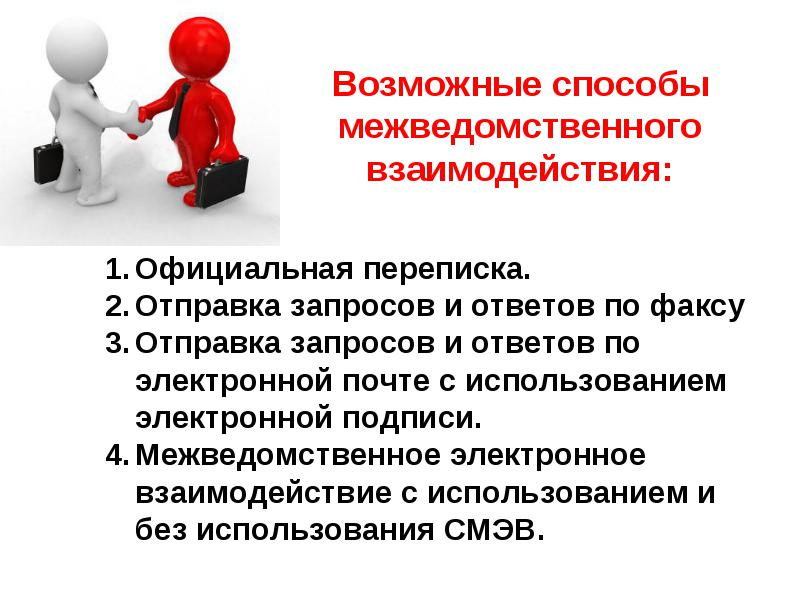 Возможные способы
межведомственного
взаимодействия:
1. Официальная переписка.
2. Отправка запросов и ответов по факсу
3. Отправка запросов и ответов по
электронной почте с использованием
электронной подписи.
4. Межведомственное электронное
взаимодействие с использованием и
без использования СМЭВ.